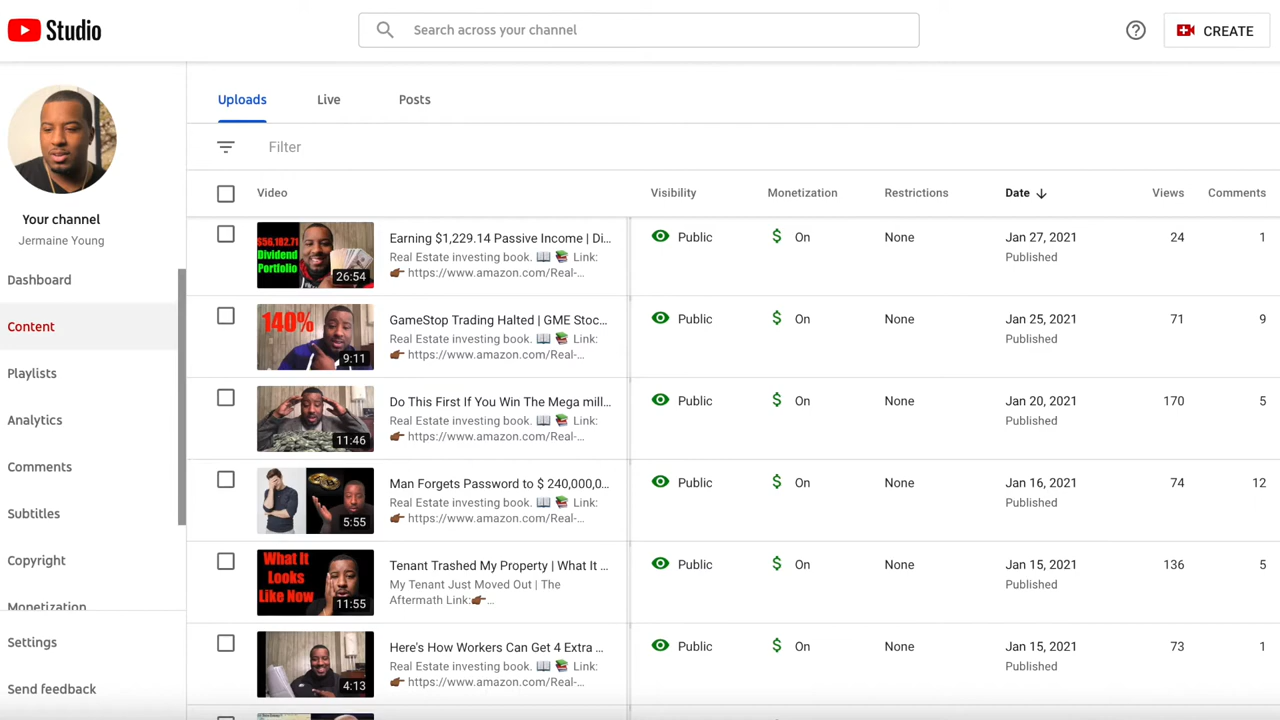 Studio
Search across your channel
CREATE
Your channel
Jermaine Young
Dashboard
Content
Playlists
Analytics
Comments
Subtitles
Copyright
Monetization
Settings
Send feedback
Uploads Live Posts
Filter
Video Visibility Monetization Restrictions Date Views Comments
$56,182.71
Dividend
Portfolio
26:54
Earning $1,229.14 Passive Income | Di...
Real Estate investing book. 📖 📚 Link:
👉🏾 https://www.amazon.com/Real-...
Public $ On None Jan 27, 2021 24 1
Published
140%
9:11
GameStop Trading Halted | GME Stoc...
Real Estate investing book. 📖 📚 Link:
👉🏾 https://www.amazon.com/Real-...
Public $ On None Jan 25, 2021 71 9
Published
11:46
Do This First If You Win The Mega mill...
Real Estate investing book. 📖 📚 Link:
👉🏾 https://www.amazon.com/Real-...
Public $ On None Jan 20, 2021 170 5
Published
5:55
Man Forgets Password to $ 240,000,0...
Real Estate investing book. 📖 📚 Link:
👉🏾 https://www.amazon.com/Real-...
Public $ On None Jan 16, 2021 74 12
Published
What It
Looks
Like Now
11:55
Tenant Trashed My Property | What It ...
My Tenant Just Moved Out | The
Aftermath Link:👉🏾...
Public $ On None Jan 15, 2021 136 5
Published
4:13
Here's How Workers Can Get 4 Extra ...
Real Estate investing book. 📖 📚 Link:
👉🏾 https://www.amazon.com/Real-...
Public $ On None Jan 15, 2021 73 1
Published